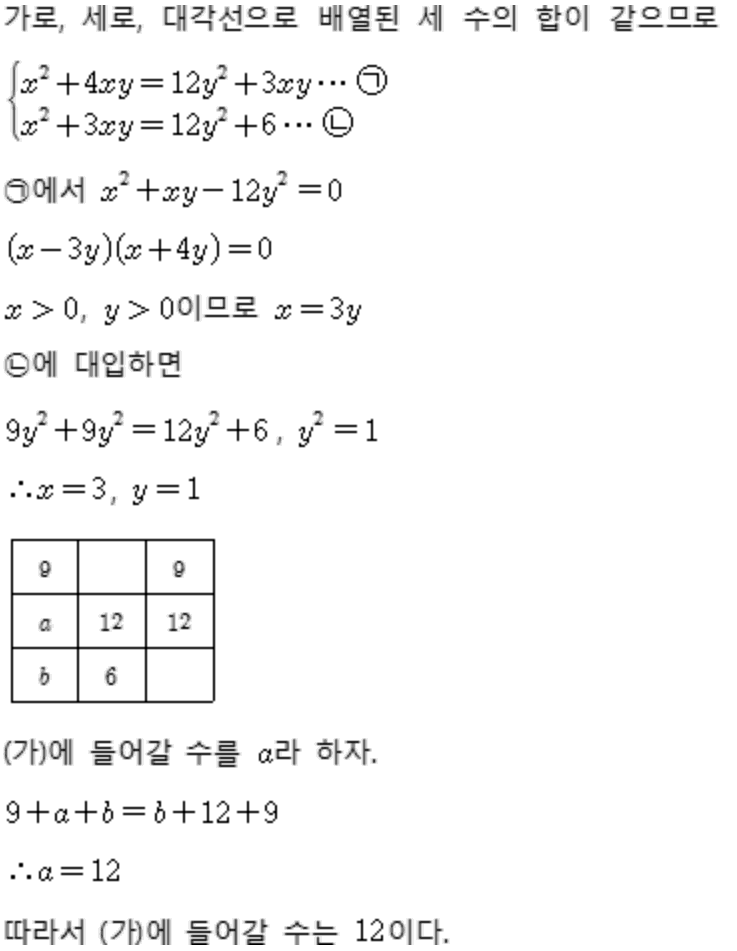 가로, 세로, 대각선으로 배열된 세 수의 합이 같으므로
x²+4xy=12y²+3xy⋯ ㉠
x²+3xy=12y²+6⋯ ㉡
㉠에서 x²+xy−12y²=0
(x−3y)(x+4y)=0
x>0, y>0이므로 x=3y
㉡에 대입하면
9y²+9y²=12y²+6, y²=1
∴x=3, y=1
9 9
a 12 12
b 6
(가)에 들어갈 수를 a라 하자.
9+a+b=b+12+9
∴a=12
따라서 (가)에 들어갈 수는 12이다.